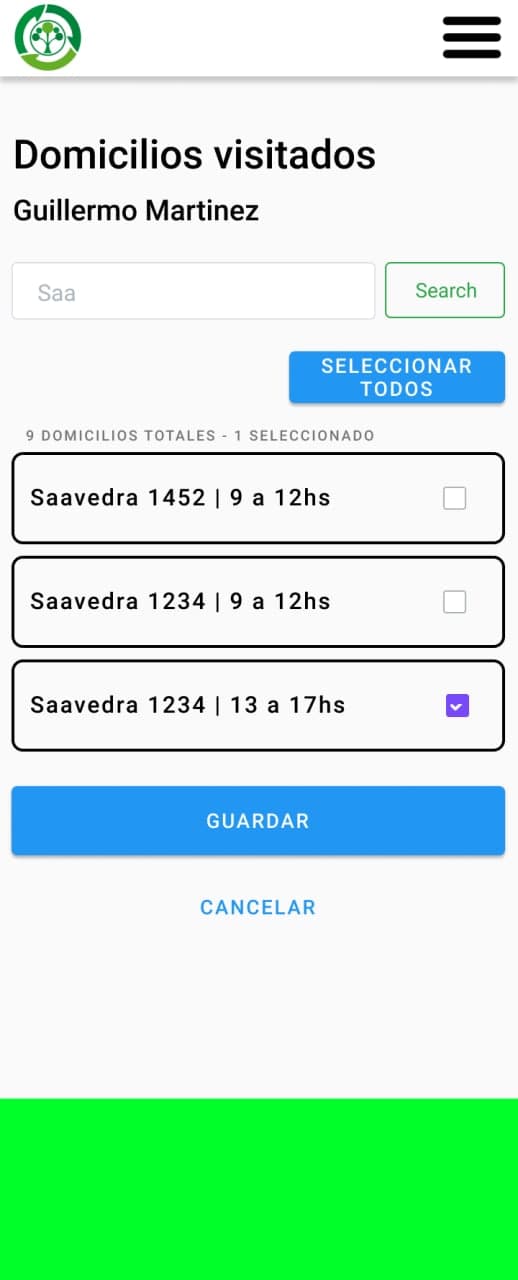 Domicilios visitados
Guillermo Martinez
Saa
Search
SELECCIONAR
TODOS
9 DOMICILIOS TOTALES - 1 SELECCIONADO
Saavedra 1452 | 9 a 12hs
Saavedra 1234 | 9 a 12hs
Saavedra 1234 | 13 a 17hs
GUARDAR
CANCELAR